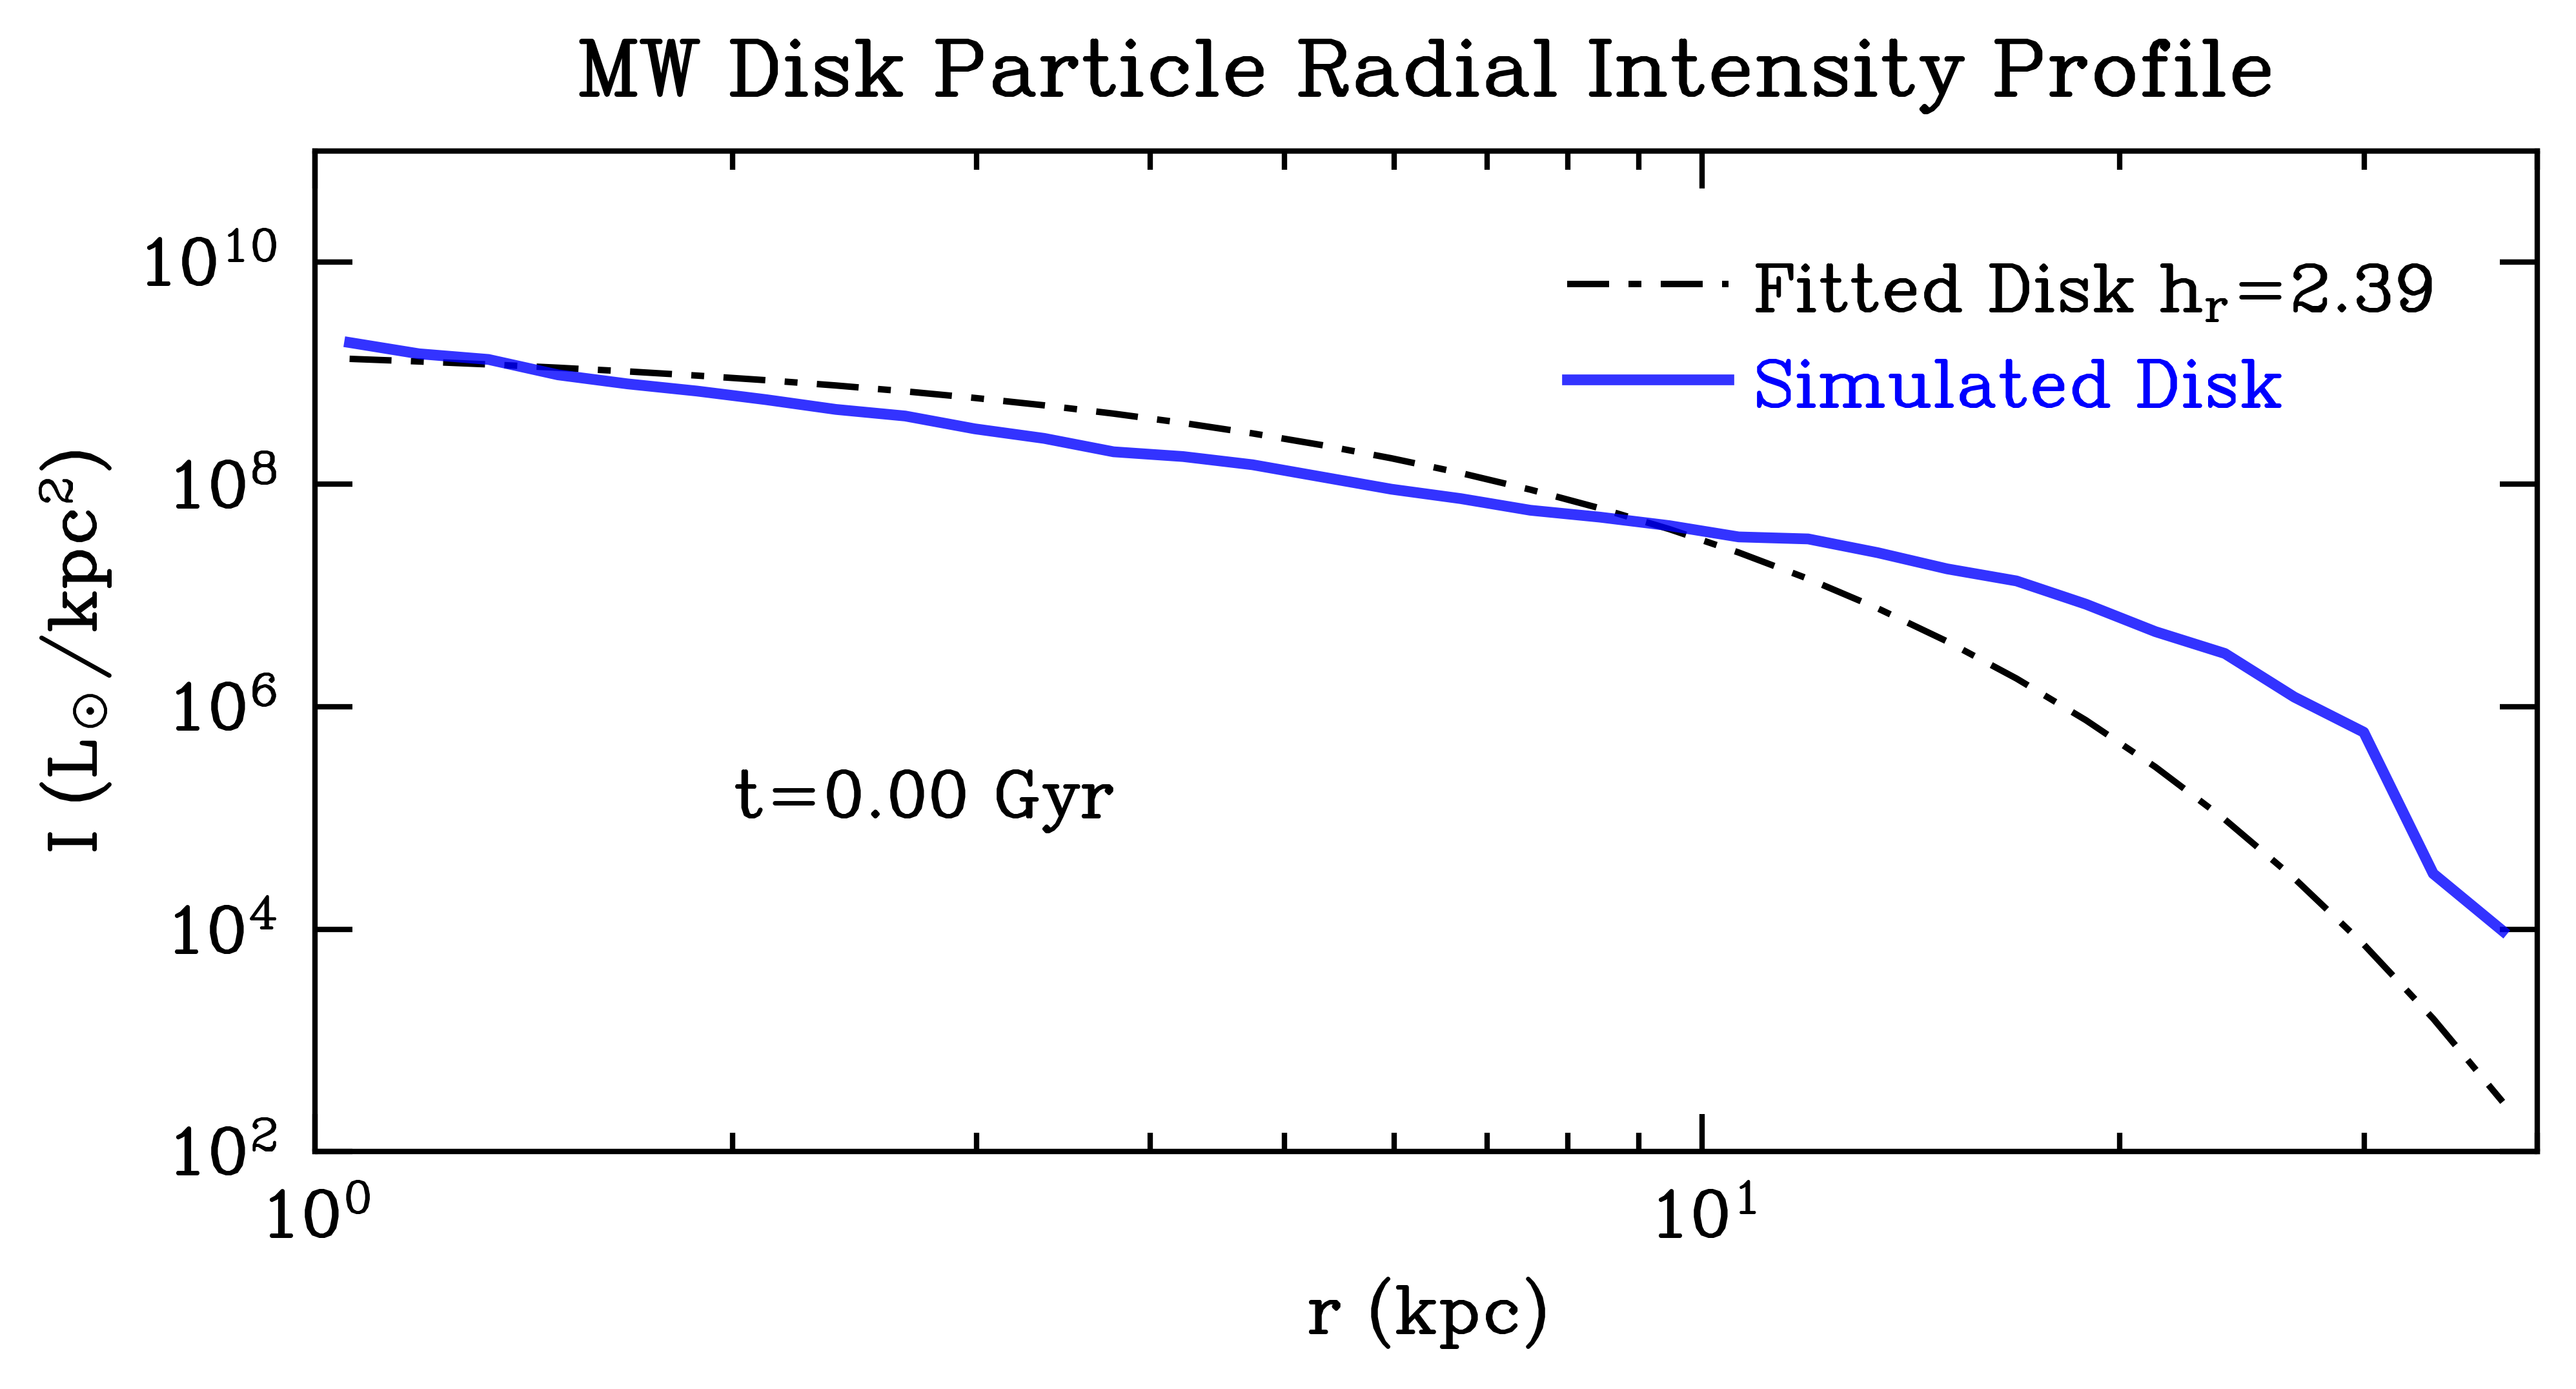 MW Disk Particle Radial Intensity Profile
I (L⊙/kpc²)
10¹⁰
10⁸
10⁶
10⁴
10²
Fitted Disk hᵣ=2.39
Simulated Disk
t=0.00 Gyr
10⁰
10¹
r (kpc)